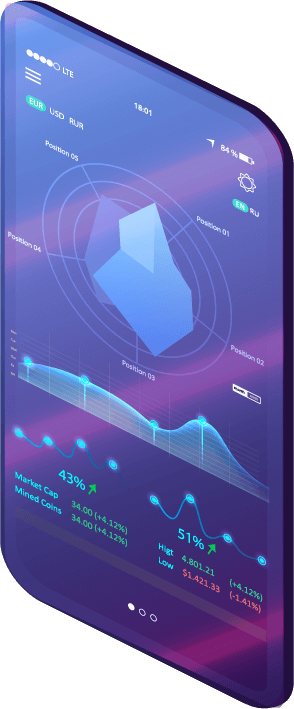 LTE
18:01
84 %
EUR USD RUR
EN RU
Position 05
Position 01
Position 04
Position 02
Position 03
43%
Market Cap 34.00 (+4.12%)
Mined Coins 34.00 (+4.12%)
51%
Higt 4.801.21 (+4.12%)
Low $1.421.33 (-1.41%)